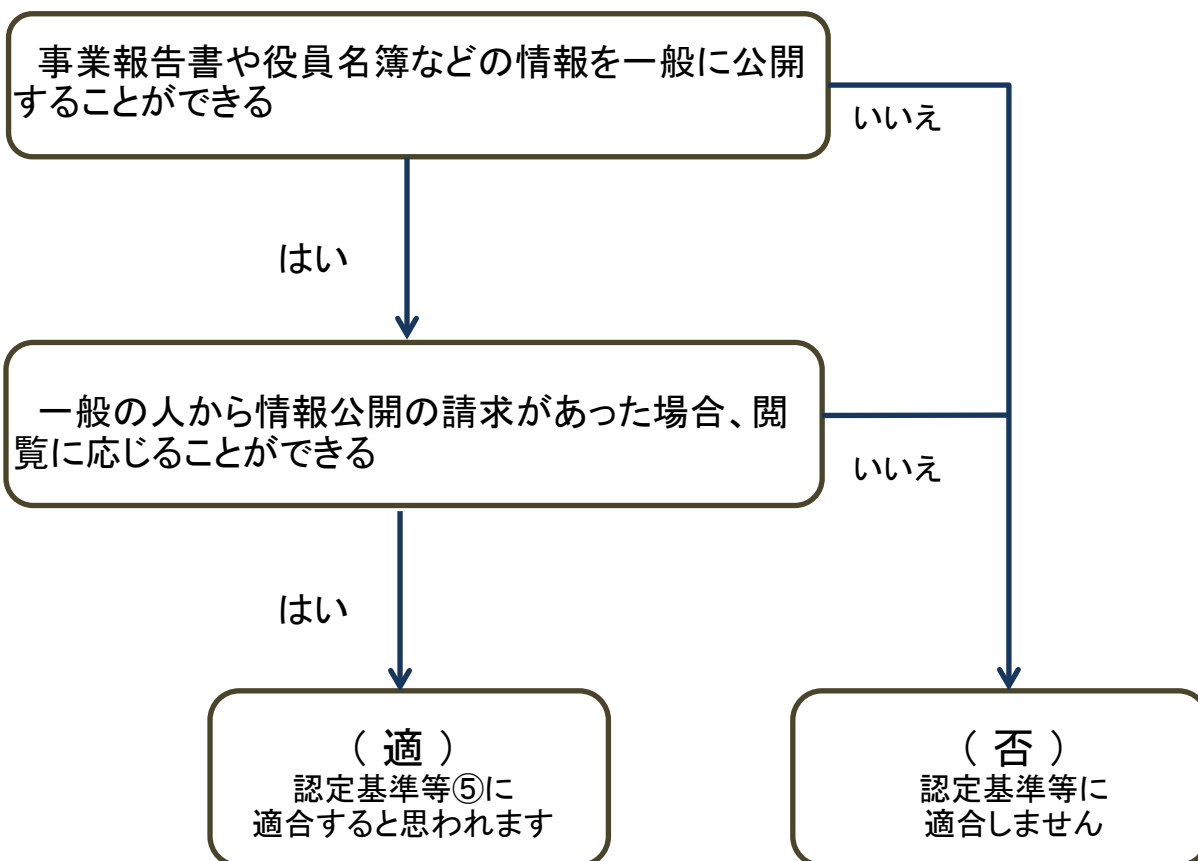 事業報告書や役員名簿などの情報を一般に公開
することができる
いいえ
はい
一般の人から情報公開の請求があった場合、閲
覧に応じることができる
いいえ
はい
（ 適 ）
認定基準等⑤に
適合すると思われます
（ 否 ）
認定基準等に
適合しません